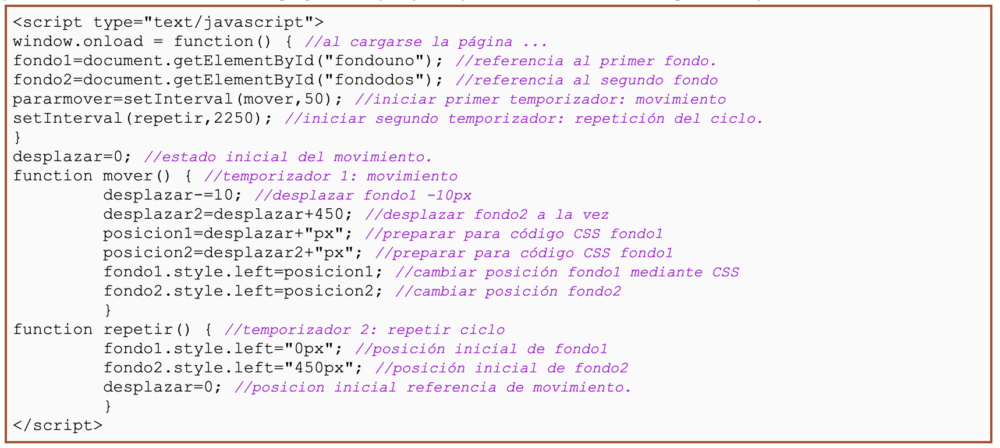 <script type="text/javascript">
window.onload = function() { //al cargarse la página ...
fondo1=document.getElementById("fondouno"); //referencia al primer fondo.
fondo2=document.getElementById("fondodos"); //referencia al segundo fondo
pararmover=setInterval(mover,50); //iniciar primer temporizador: movimiento
setInterval(repetir,2250); //iniciar segundo temporizador: repetición del ciclo.
}
desplazar=0; //estado inicial del movimiento.
function mover() { //temporizador 1: movimiento
desplazar-=10; //desplazar fondo1 -10px
desplazar2=desplazar+450; //desplazar fondo2 a la vez
posicion1=desplazar+"px"; //preparar para código CSS fondo1
posicion2=desplazar2+"px"; //preparar para código CSS fondo1
fondo1.style.left=posicion1; //cambiar posición fondo1 mediante CSS
fondo2.style.left=posicion2; //cambiar posición fondo2
}
function repetir() { //temporizador 2: repetir ciclo
fondo1.style.left="0px"; //posición inicial de fondo1
fondo2.style.left="450px"; //posición inicial de fondo2
desplazar=0; //posicion inicial referencia de movimiento.
}
</script>